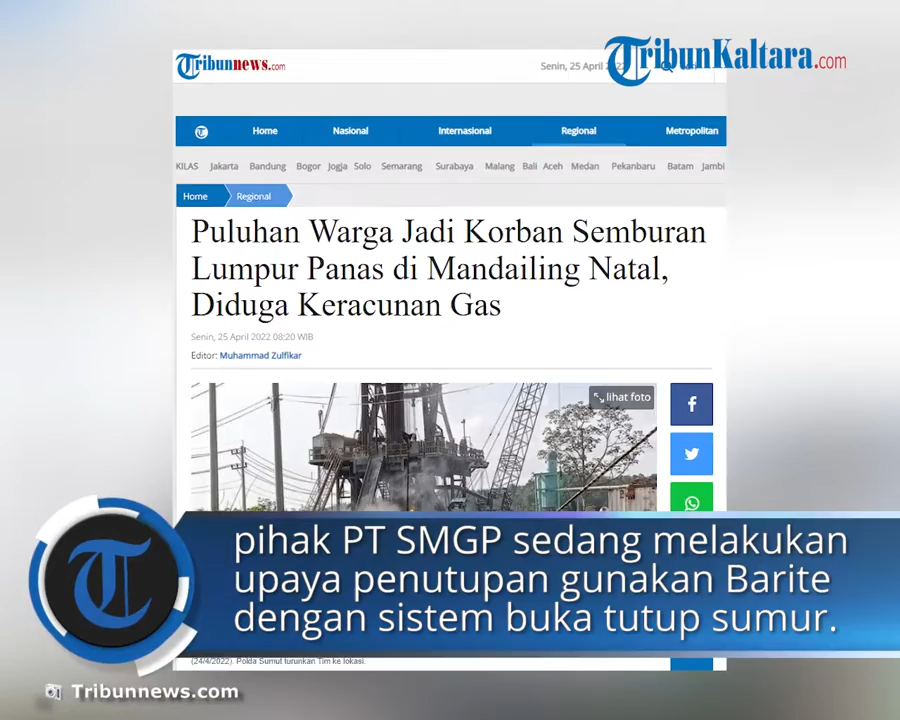 Tribunnews.com
Senin, 25 April
TribunKaltara.com
Home Nasional Internasional Regional Metropolitan
KILAS Jakarta Bandung Bogor Jogja Solo Semarang Surabaya Malang Bali Aceh Medan Pekanbaru Batam Jambi
Home Regional
Puluhan Warga Jadi Korban Semburan
Lumpur Panas di Mandailing Natal,
Diduga Keracunan Gas
Senin, 25 April 2022 08:20 WIB
Editor: Muhammad Zulfikar
lihat foto
pihak PT SMGP sedang melakukan
upaya penutupan gunakan Barite
dengan sistem buka tutup sumur.
(24/4/2022). Polda Sumut turunkan Tim ke lokasi.
Tribunnews.com